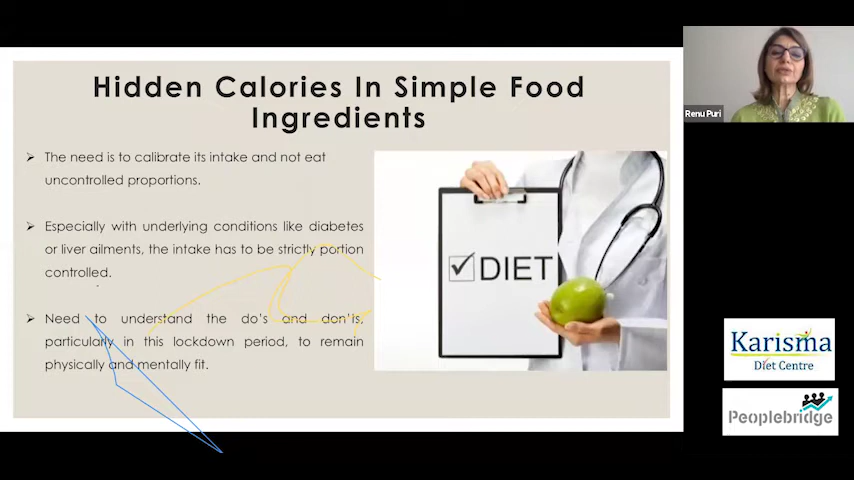 Hidden Calories In Simple Food
Ingredients
The need is to calibrate its intake and not eat
uncontrolled proportions.
Especially with underlying conditions like diabetes
or liver ailments, the intake has to be strictly portion
controlled.
Need to understand the do's and don'ts,
particularly in this lockdown period, to remain
physically and mentally fit.
DIET
Renu Puri
Karisma
Diet Centre
Peoplebridge